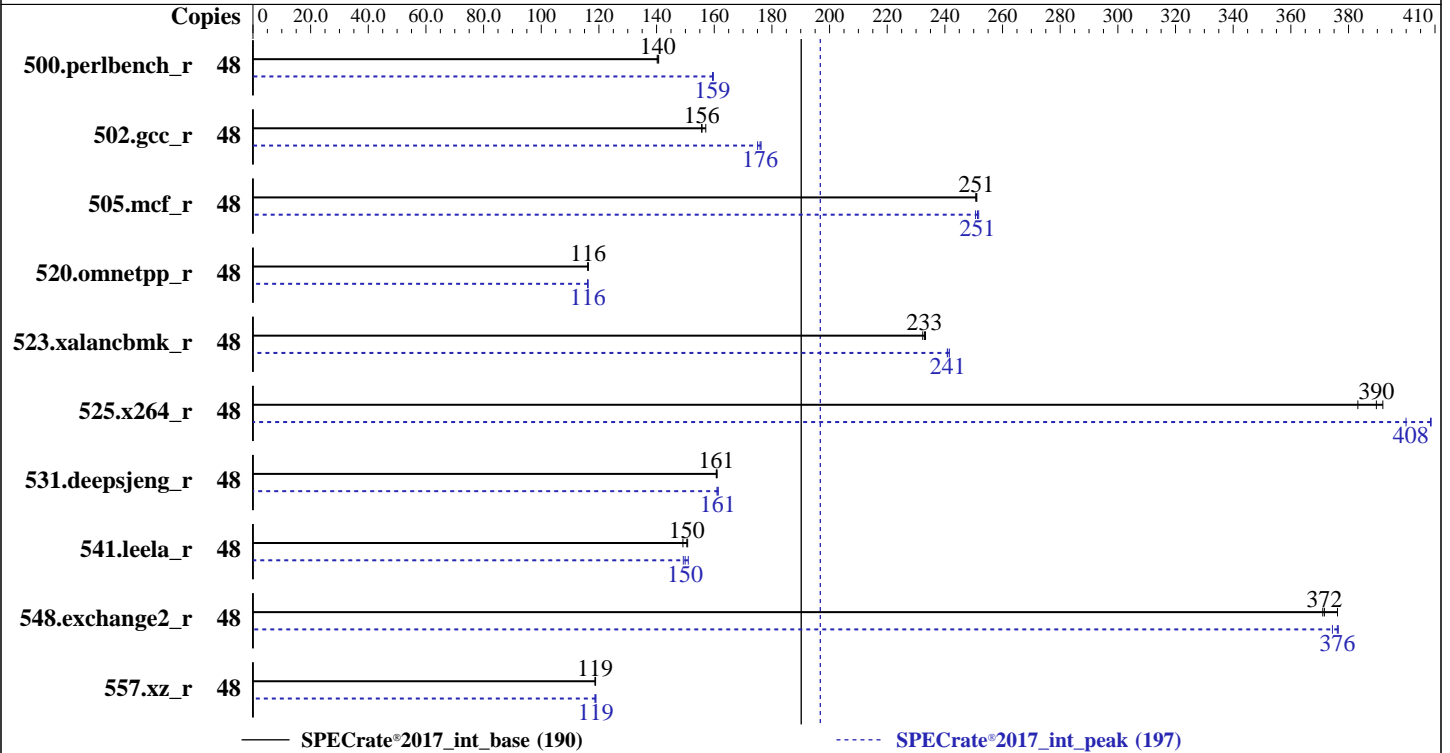 Copies 0 20.0 40.0 60.0 80.0 100 120 140 160 180 200 220 240 260 280 300 320 340 360 380 410
500.perlbench_r 48 140
159
502.gcc_r 48 156
176
505.mcf_r 48 251
251
520.omnetpp_r 48 116
116
523.xalancbmk_r 48 233
241
525.x264_r 48 390
408
531.deepsjeng_r 48 161
161
541.leela_r 48 150
150
548.exchange2_r 48 372
376
557.xz_r 48 119
119
SPECrate®2017_int_base (190) SPECrate®2017_int_peak (197)